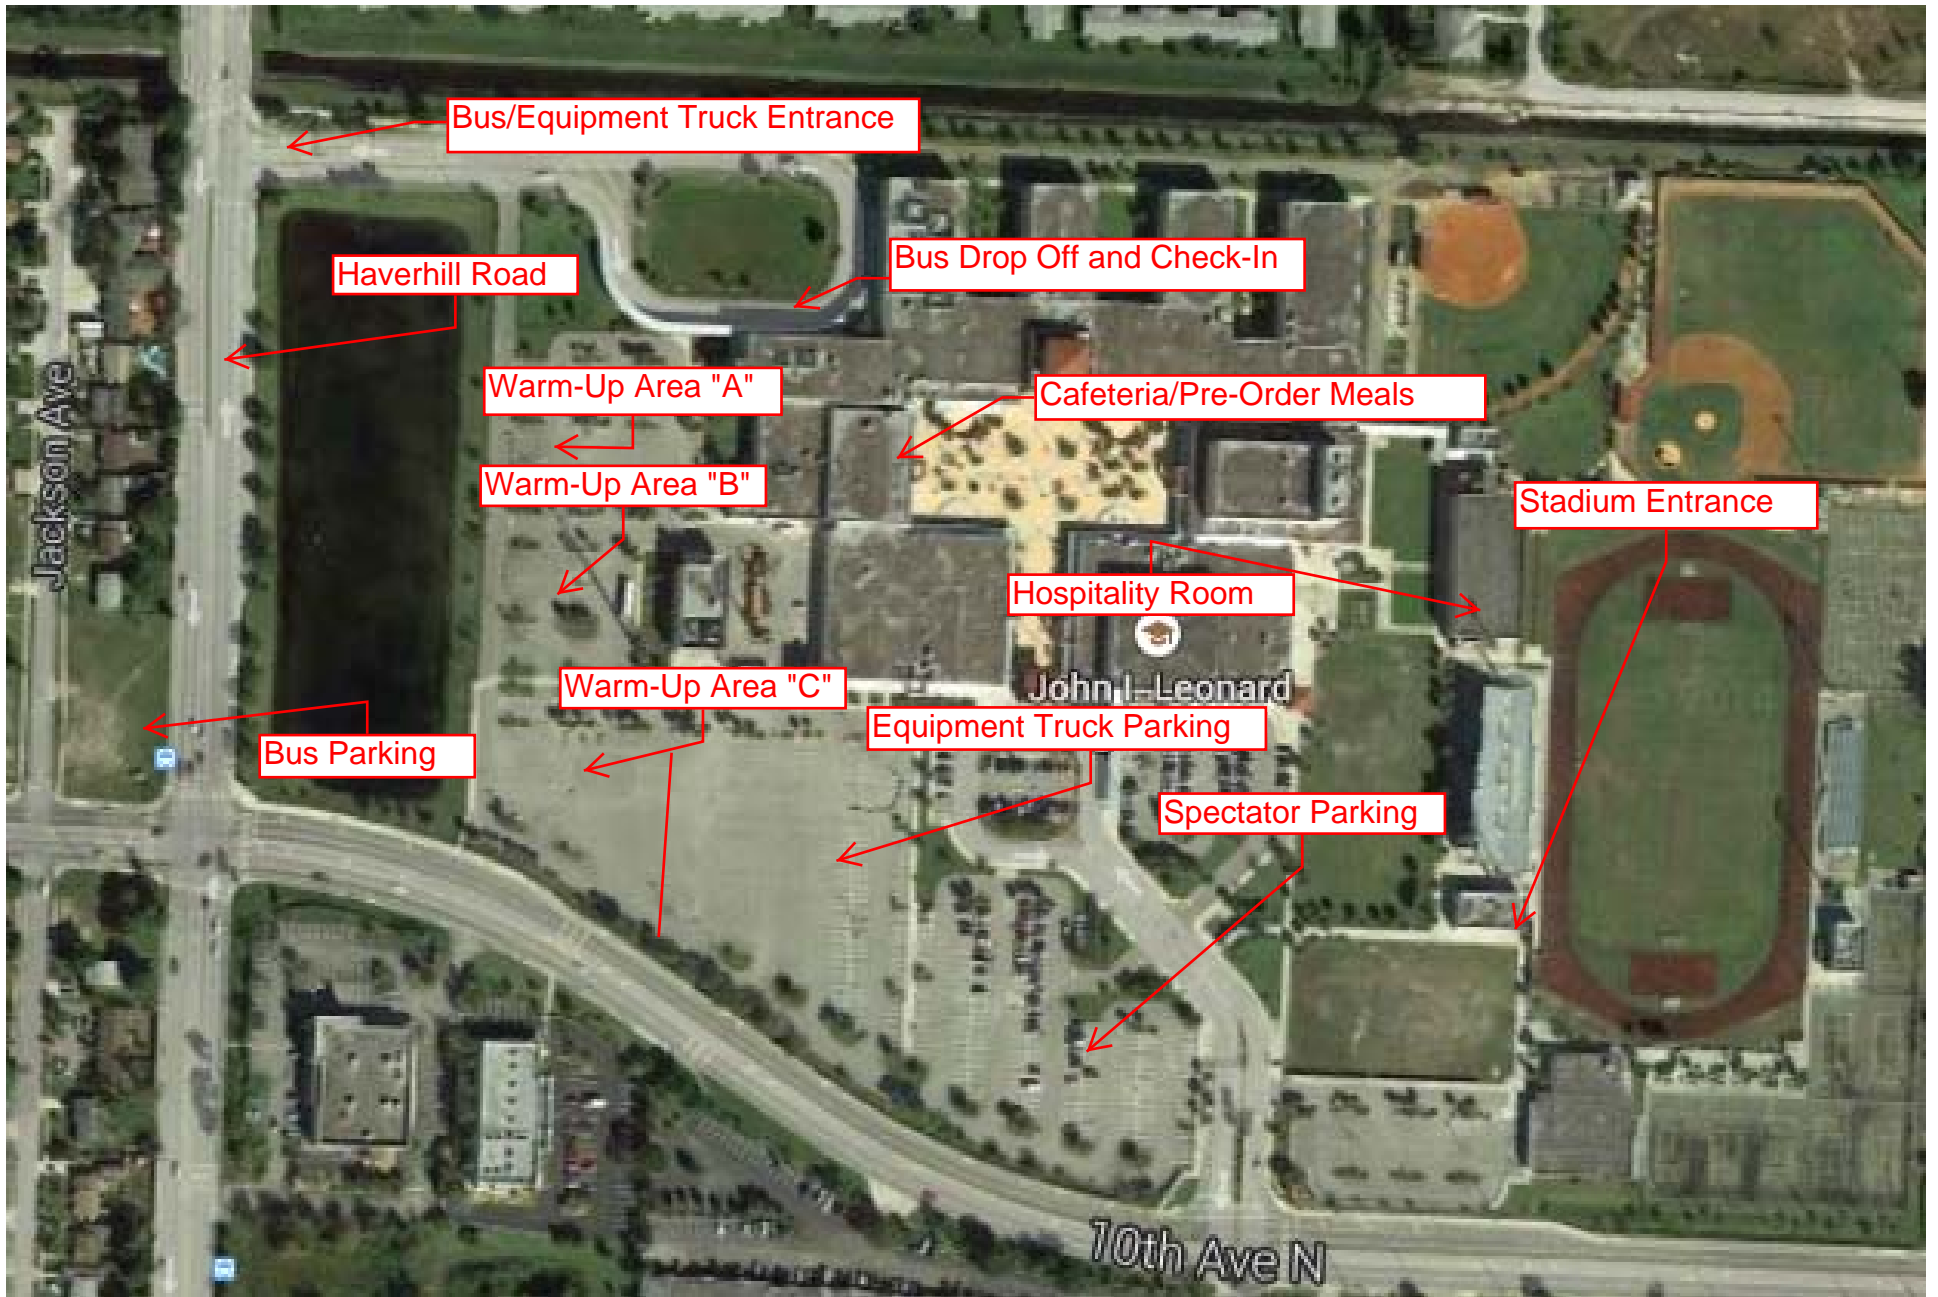 Bus/Equipment Truck Entrance
Bus Drop Off and Check-In
Haverhill Road
Warm-Up Area "A"
Cafeteria/Pre-Order Meals
Jackson Ave
Warm-Up Area "B"
Stadium Entrance
Hospitality Room
Warm-Up Area "C"
John I. Leonard
Equipment Truck Parking
Bus Parking
Spectator Parking
10th Ave N